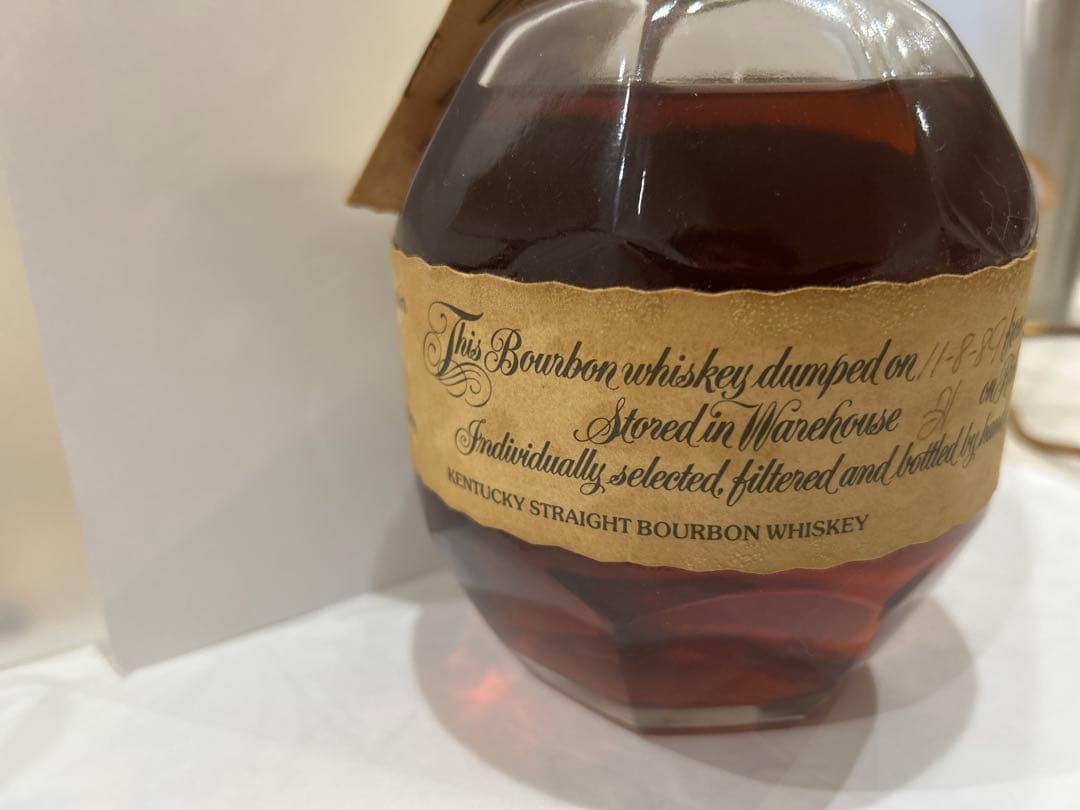 This Bourbon whiskey dumped on 11-8-89
Stored in Warehouse on
Individually selected, filtered and bottled by
KENTUCKY STRAIGHT BOURBON WHISKEY